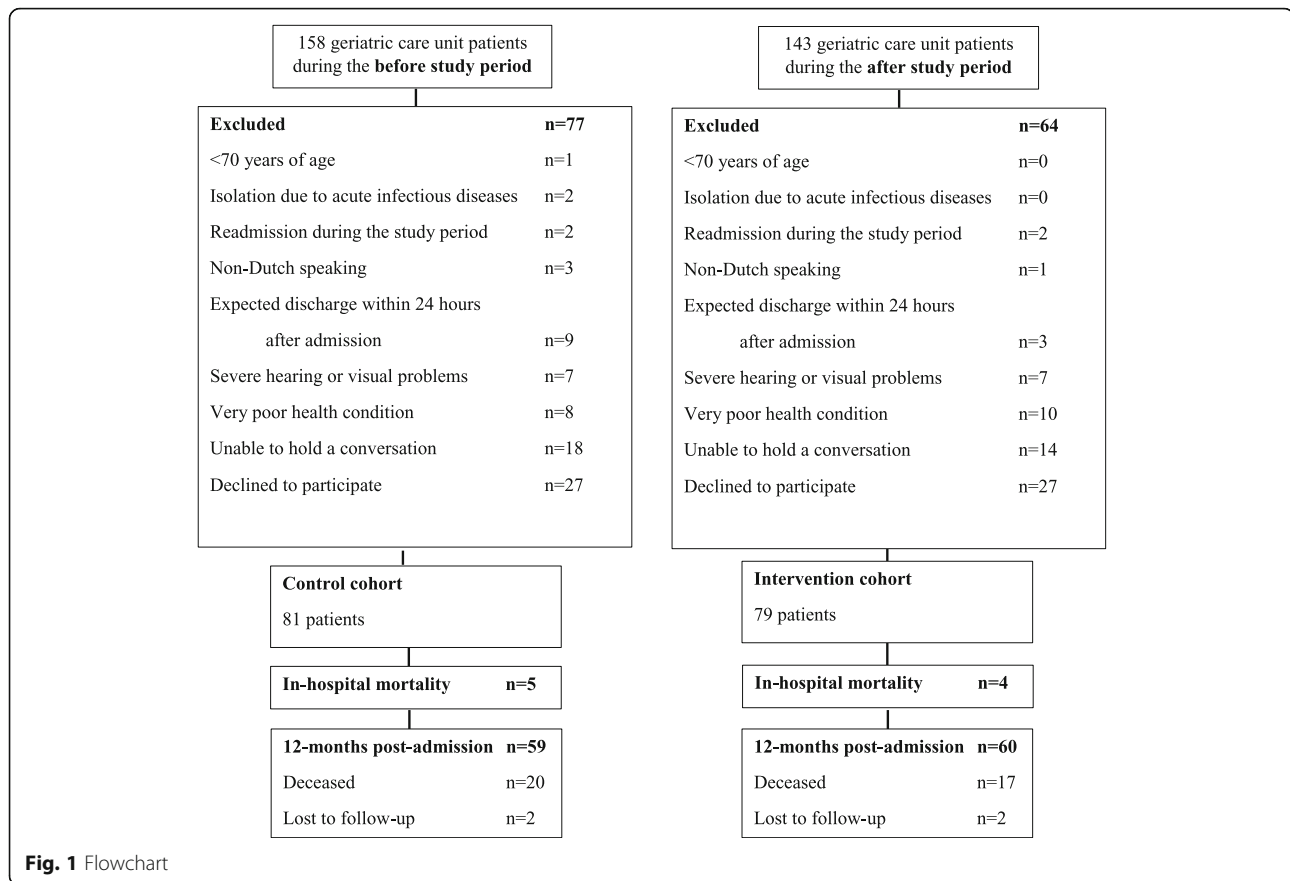 158 geriatric care unit patients
during the before study period
Excluded n=77
<70 years of age n=1
Isolation due to acute infectious diseases n=2
Readmission during the study period n=2
Non-Dutch speaking n=3
Expected discharge within 24 hours
after admission n=9
Severe hearing or visual problems n=7
Very poor health condition n=8
Unable to hold a conversation n=18
Declined to participate n=27
Control cohort
81 patients
In-hospital mortality n=5
12-months post-admission n=59
Deceased n=20
Lost to follow-up n=2
143 geriatric care unit patients
during the after study period
Excluded n=64
<70 years of age n=0
Isolation due to acute infectious diseases n=0
Readmission during the study period n=2
Non-Dutch speaking n=1
Expected discharge within 24 hours
after admission n=3
Severe hearing or visual problems n=7
Very poor health condition n=10
Unable to hold a conversation n=14
Declined to participate n=27
Intervention cohort
79 patients
In-hospital mortality n=4
12-months post-admission n=60
Deceased n=17
Lost to follow-up n=2
Fig. 1 Flowchart